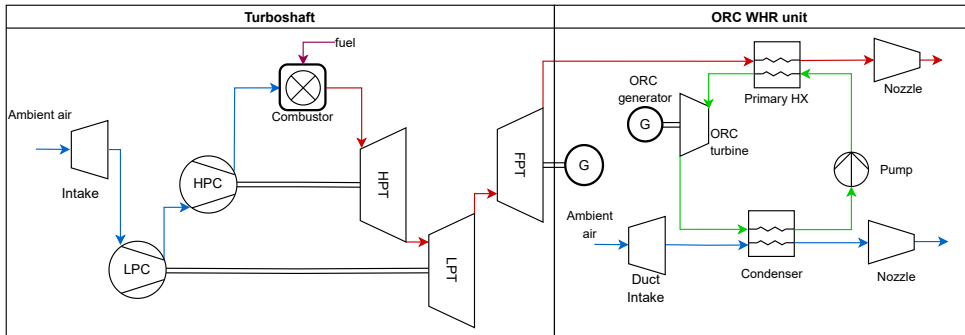 Turboshaft
ORC WHR unit
fuel
Combustor
Ambient air
Intake
HPC
LPC
HPT
LPT
FPT
G
ORC
generator
G
ORC
turbine
Primary HX
Nozzle
Pump
Ambient
air
Duct
Intake
Condenser
Nozzle